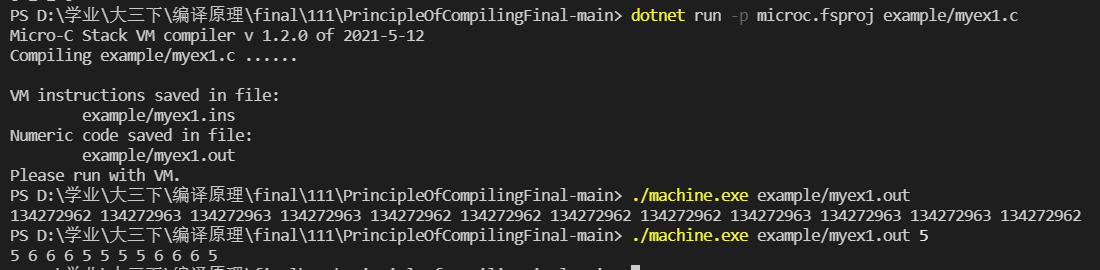 PS D:\学业\大三下\编译原理\final\111\PrincipleOfCompilingFinal-main> dotnet run -p microc.fsproj example/myex1.c
Micro-C Stack VM compiler v 1.2.0 of 2021-5-12
Compiling example/myex1.c ......
VM instructions saved in file:
example/myex1.ins
Numeric code saved in file:
example/myex1.out
Please run with VM.
PS D:\学业\大三下\编译原理\final\111\PrincipleOfCompilingFinal-main> ./machine.exe example/myex1.out
134272962 134272963 134272963 134272963 134272962 134272962 134272962 134272962 134272963 134272963 134272963 134272962
PS D:\学业\大三下\编译原理\final\111\PrincipleOfCompilingFinal-main> ./machine.exe example/myex1.out 5
5 6 6 6 5 5 5 5 6 6 6 5